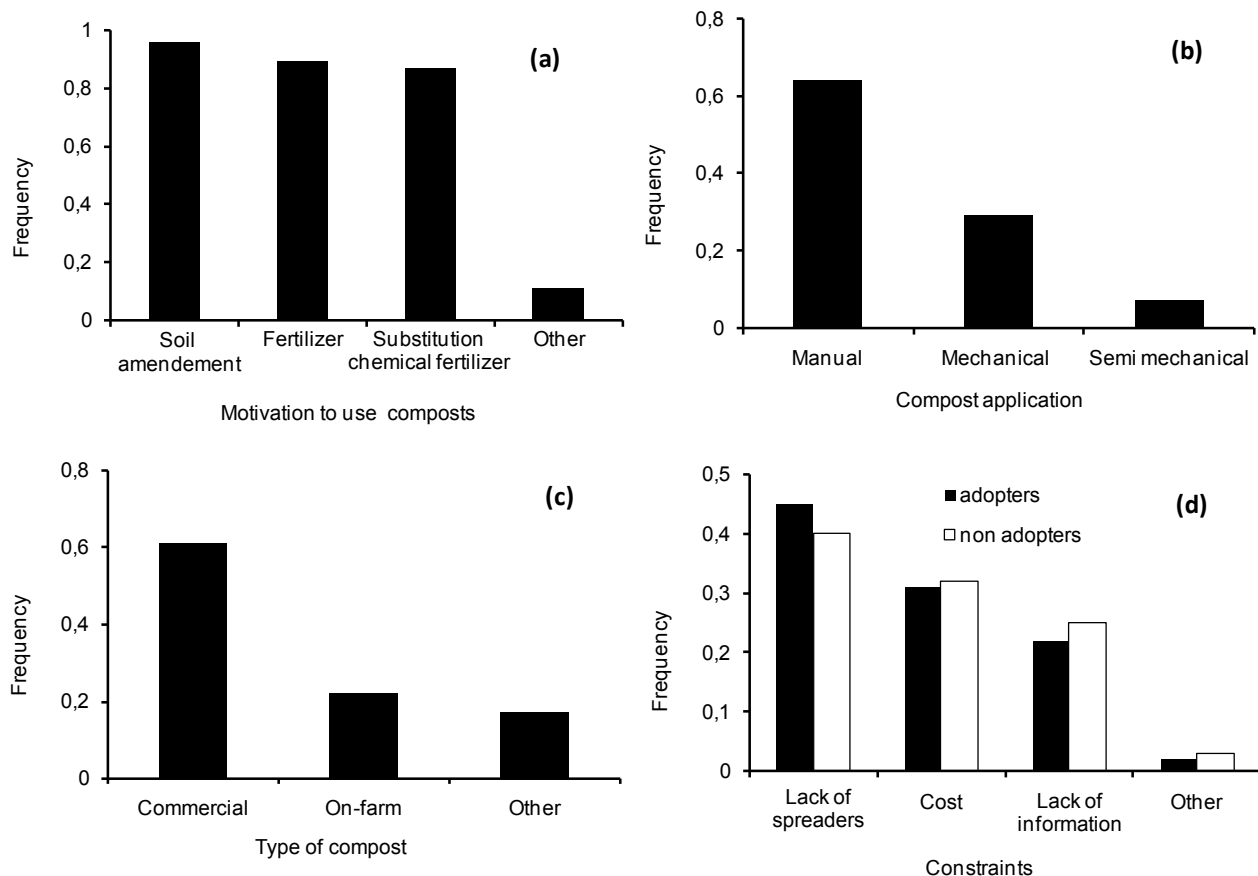 (a)
Frequency
1
0,8
0,6
0,4
0,2
0
Soil
amendement
Fertilizer
Substitution
chemical fertilizer
Other
Motivation to use composts
(b)
Frequency
0,8
0,6
0,4
0,2
0
Manual
Mechanical
Semi mechanical
Compost application
(c)
Frequency
0,8
0,6
0,4
0,2
0
Commercial
On-farm
Other
Type of compost
(d)
adopters
non adopters
Frequency
0,5
0,4
0,3
0,2
0,1
0
Lack of
spreaders
Cost
Lack of
information
Other
Constraints